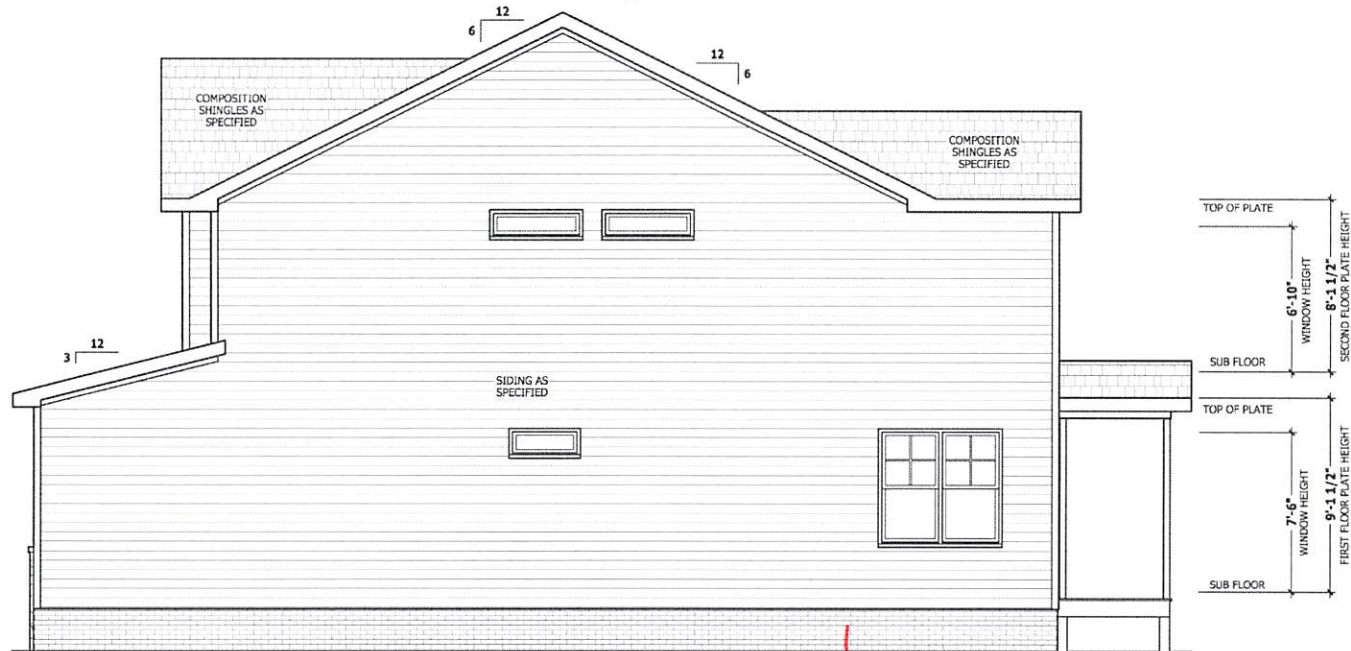 12
6
12
6
COMPOSITION
SHINGLES AS
SPECIFIED
COMPOSITION
SHINGLES AS
SPECIFIED
TOP OF PLATE
6'-10"
WINDOW HEIGHT
8'-1 1/2"
SECOND FLOOR PLATE HEIGHT
12
3
SUB FLOOR
SIDING AS
SPECIFIED
TOP OF PLATE
7'-6"
WINDOW HEIGHT
9'-1 1/2"
FIRST FLOOR PLATE HEIGHT
SUB FLOOR